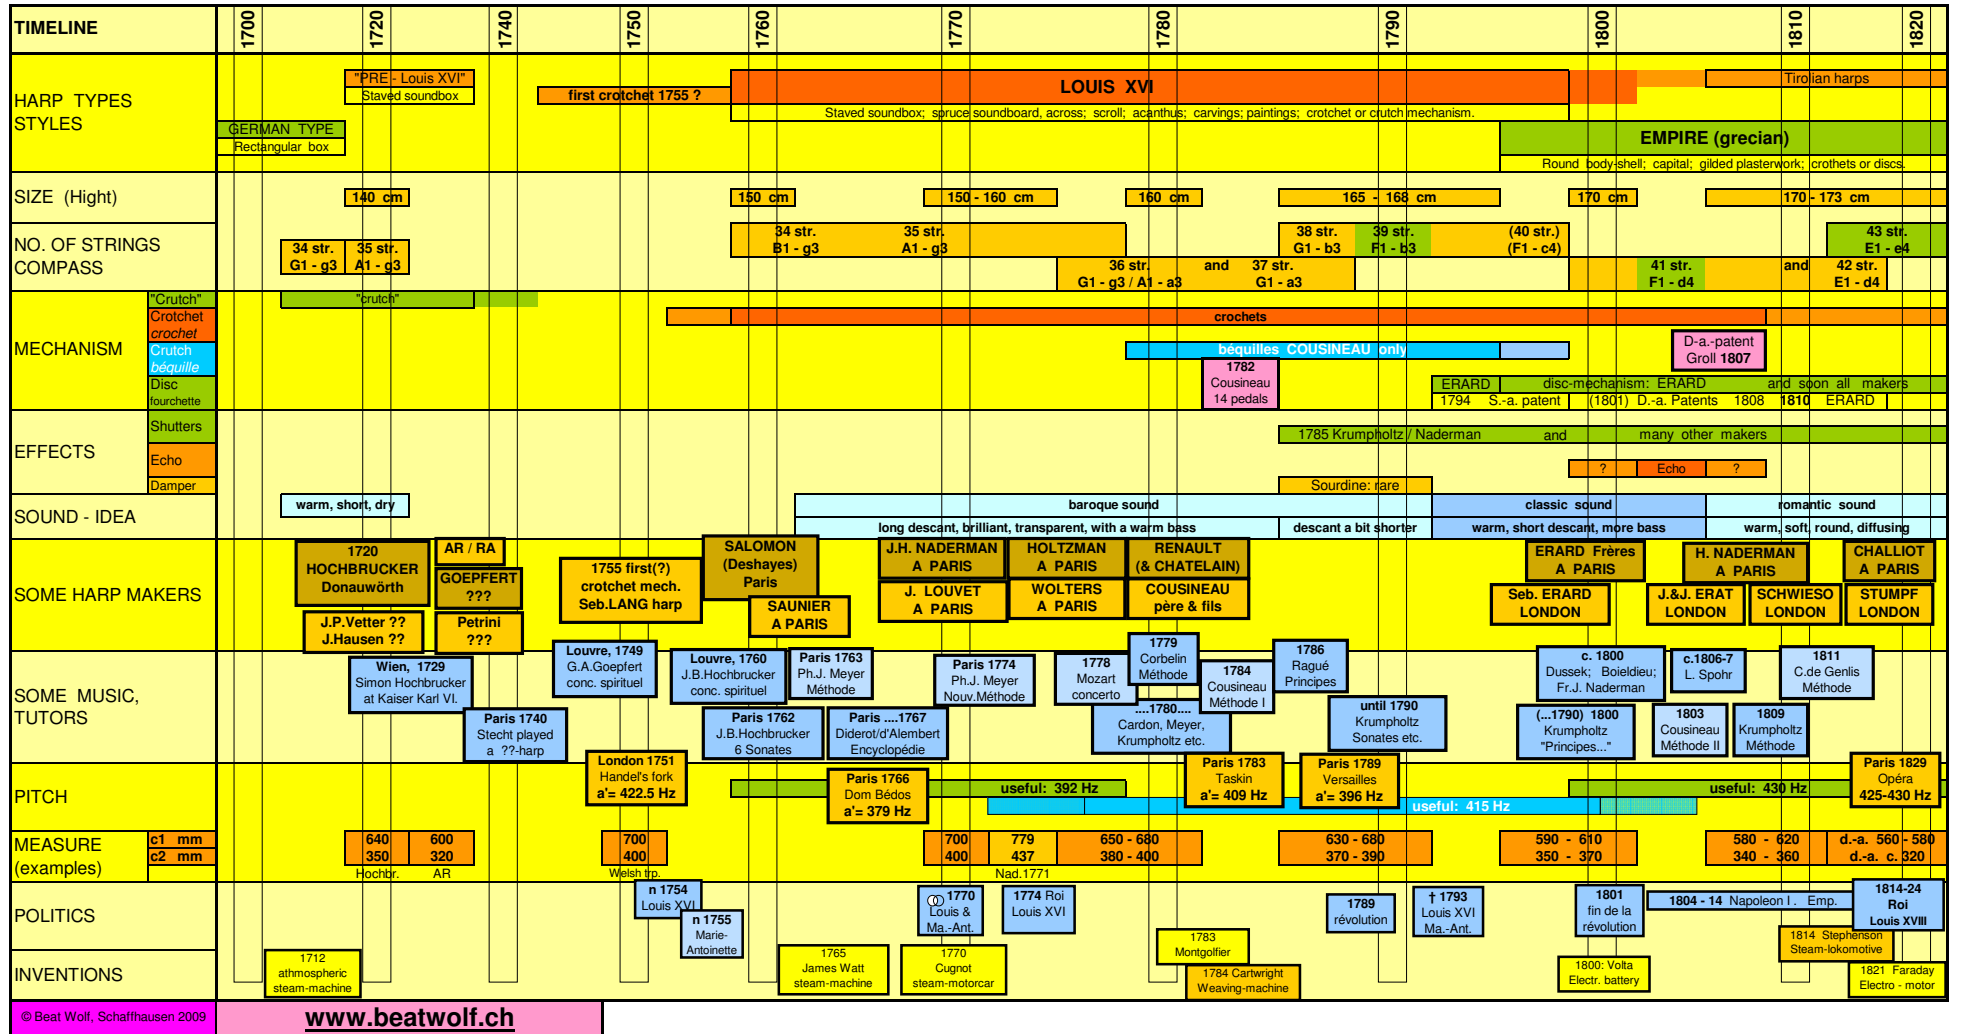 TIMELINE
1700
1720
1740
1750
1760
1770
1780
1790
1800
1810
1820
HARP TYPES
STYLES
"PRE - Louis XVI"
Staved soundbox
GERMAN TYPE
Rectangular box
first crotchet 1755 ?
LOUIS XVI
Staved soundbox; spruce soundboard, across; scroll; acanthus; carvings; paintings; crotchet or crutch mechanism.
Tirolian harps
EMPIRE (grecian)
Round body-shell; capital; gilded plasterwork; crothets or discs.
SIZE (Hight)
140 cm
150 cm
150 - 160 cm
160 cm
165 - 168 cm
170 cm
170 - 173 cm
NO. OF STRINGS
COMPASS
34 str.
G1 - g3
35 str.
A1 - g3
34 str.
B1 - g3
35 str.
A1 - g3
36 str. and 37 str.
G1 - g3 / A1 - a3 G1 - a3
38 str.
G1 - b3
39 str.
F1 - b3
(40 str.)
(F1 - c4)
41 str.
F1 - d4
and
42 str.
E1 - d4
43 str.
E1 - e4
MECHANISM
"Crutch"
Crotchet
crochet
Crutch
béquille
Disc
fourchette
"crutch"
crochets
béquilles COUSINEAU only
1782
Cousineau
14 pedals
D-a.-patent
Groll 1807
ERARD
disc-mechanism: ERARD and soon all makers
1794 S.-a. patent (1801) D.-a. Patents 1808 1810 ERARD
EFFECTS
Shutters
Echo
Damper
1785 Krumpholtz / Naderman and many other makers
?
Echo
?
Sourdine: rare
SOUND - IDEA
warm, short, dry
baroque sound
classic sound
romantic sound
long descant, brilliant, transparent, with a warm bass
descant a bit shorter
warm, short descant, more bass
warm, soft, round, diffusing
SOME HARP MAKERS
1720
HOCHBRUCKER
Donauwörth
J.P.Vetter ??
J.Hausen ??
AR / RA
GOEPFERT
???
Petrini
???
1755 first(?)
crotchet mech.
Seb.LANG harp
SALOMON
(Deshayes)
Paris
SAUNIER
A PARIS
J.H. NADERMAN
A PARIS
J. LOUVET
A PARIS
HOLTZMAN
A PARIS
WOLTERS
A PARIS
RENAULT
(& CHATELAIN)
COUSINEAU
père & fils
ERARD Frères
A PARIS
Seb. ERARD
LONDON
H. NADERMAN
A PARIS
J.&J. ERAT
LONDON
SCHWIESO
LONDON
CHALLIOT
A PARIS
STUMPF
LONDON
SOME MUSIC,
TUTORS
Wien, 1729
Simon Hochbrucker
at Kaiser Karl VI.
Paris 1740
Stecht played
a ??-harp
Louvre, 1749
G.A.Goepfert
conc. spirituel
Louvre, 1760
J.B.Hochbrucker
conc. spirituel
Paris 1762
J.B.Hochbrucker
6 Sonates
Paris 1763
Ph.J. Meyer
Méthode
Paris ....1767
Diderot/d'Alembert
Encyclopédie
Paris 1774
Ph.J. Meyer
Nouv.Méthode
1778
Mozart
concerto
1779
Corbelin
Méthode
....1780....
Cardon, Meyer,
Krumpholtz etc.
1784
Cousineau
Méthode I
1786
Ragué
Principes
until 1790
Krumpholtz
Sonates etc.
c. 1800
Dussek; Boieldieu;
Fr.J. Naderman
(...1790) 1800
Krumpholtz
"Principes..."
c.1806-7
L. Spohr
1803
Cousineau
Méthode II
1809
Krumpholtz
Méthode
1811
C.de Genlis
Méthode
PITCH
London 1751
Handel's fork
a'= 422.5 Hz
Paris 1766
Dom Bédos
a'= 379 Hz
useful: 392 Hz
Paris 1783
Taskin
a'= 409 Hz
Paris 1789
Versailles
a'= 396 Hz
useful: 415 Hz
useful: 430 Hz
Paris 1829
Opéra
425-430 Hz
MEASURE
(examples)
c1 mm
c2 mm
640
350
Hochbr.
600
320
AR
700
400
Welsh trp.
700
400
779
437
Nad.1771
650 - 680
380 - 400
630 - 680
370 - 390
590 - 610
350 - 370
580 - 620
340 - 360
d.-a. 560 - 580
d.-a. c. 320
POLITICS
n 1754
Louis XVI
n 1755
Marie-
Antoinette
1770
Louis &
Ma.-Ant.
1774 Roi
Louis XVI
1789
révolution
† 1793
Louis XVI
Ma.-Ant.
1801
fin de la
révolution
1804 - 14 Napoleon I . Emp.
1814-24
Roi
Louis XVIII
INVENTIONS
1712
athmospheric
steam-machine
1765
James Watt
steam-machine
1770
Cugnot
steam-motorcar
1783
Montgolfier
1784 Cartwright
Weaving-machine
1800: Volta
Electr. battery
1814 Stephenson
Steam-lokomotive
1821 Faraday
Electro - motor
© Beat Wolf, Schaffhausen 2009
www.beatwolf.ch